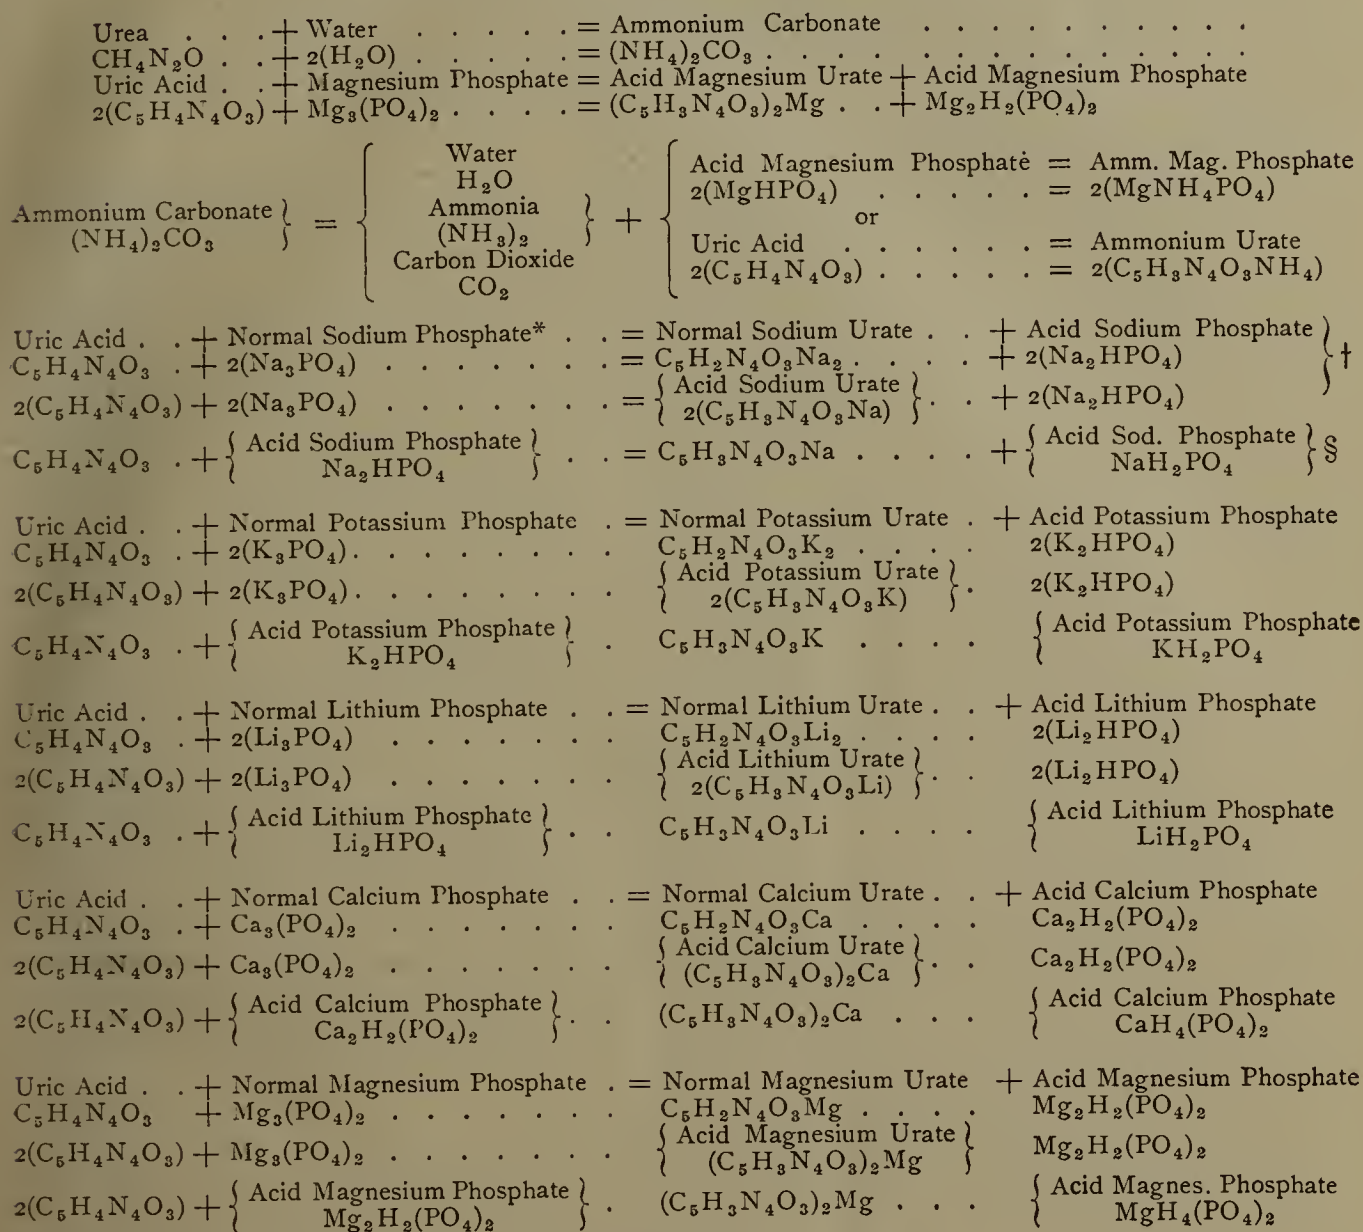 Urea . . . + Water . . . . . = Ammonium Carbonate . . . . . . . . . .
CH₄N₂O . . + 2(H₂O) . . . . . = (NH₄)₂CO₃ . . . . . . . . . . . .
Uric Acid . . + Magnesium Phosphate = Acid Magnesium Urate + Acid Magnesium Phosphate
2(C₅H₄N₄O₃) + Mg₃(PO₄)₂ . . . . = (C₅H₃N₄O₃)₂Mg . . + Mg₂H₂(PO₄)₂
Water
H₂O
Acid Magnesium Phosphate = Amm. Mag. Phosphate
2(MgHPO₄) . . . . . = 2(MgNH₄PO₄)
Ammonium Carbonate } = { Ammonia } + { or
(NH₄)₂CO₃ (NH₃)₂
Uric Acid . . . . . . = Ammonium Urate
Carbon Dioxide
2(C₅H₄N₄O₃) . . . . . = 2(C₅H₃N₄O₃NH₄)
CO₂
Uric Acid . . + Normal Sodium Phosphate* . . = Normal Sodium Urate . . + Acid Sodium Phosphate } †
C₅H₄N₄O₃ . + 2(Na₃PO₄) . . . . . . . = C₅H₂N₄O₃Na₂ . . . . + 2(Na₂HPO₄)
2(C₅H₄N₄O₃) + 2(Na₃PO₄) . . . . . . . = { Acid Sodium Urate } . . + 2(Na₂HPO₄)
2(C₅H₃N₄O₃Na)
C₅H₄N₄O₃ . + { Acid Sodium Phosphate } . . = C₅H₃N₄O₃Na . . . . + { Acid Sod. Phosphate } §
Na₂HPO₄ NaH₂PO₄
Uric Acid . . + Normal Potassium Phosphate . = Normal Potassium Urate . + Acid Potassium Phosphate
C₅H₄N₄O₃ . + 2(K₃PO₄) . . . . . . . . C₅H₂N₄O₃K₂ . . . . 2(K₂HPO₄)
2(C₅H₄N₄O₃) + 2(K₃PO₄) . . . . . . . . { Acid Potassium Urate } . 2(K₂HPO₄)
2(C₅H₃N₄O₃K)
C₅H₄N₄O₃ . + { Acid Potassium Phosphate } . C₅H₃N₄O₃K . . . . { Acid Potassium Phosphate
K₂HPO₄ KH₂PO₄
Uric Acid . . + Normal Lithium Phosphate . . = Normal Lithium Urate . . + Acid Lithium Phosphate
C₅H₄N₄O₃ . + 2(Li₃PO₄) . . . . . . . C₅H₂N₄O₃Li₂ . . . . 2(Li₂HPO₄)
2(C₅H₄N₄O₃) + 2(Li₃PO₄) . . . . . . . { Acid Lithium Urate } . . 2(Li₂HPO₄)
2(C₅H₃N₄O₃Li)
C₅H₄N₄O₃ . + { Acid Lithium Phosphate } . . C₅H₃N₄O₃Li . . . . { Acid Lithium Phosphate
Li₂HPO₄ LiH₂PO₄
Uric Acid . . + Normal Calcium Phosphate . . = Normal Calcium Urate . . + Acid Calcium Phosphate
C₅H₄N₄O₃ . + Ca₃(PO₄)₂ . . . . . . . C₅H₂N₄O₃Ca . . . . Ca₂H₂(PO₄)₂
2(C₅H₄N₄O₃) + Ca₃(PO₄)₂ . . . . . . . { Acid Calcium Urate } . . Ca₂H₂(PO₄)₂
(C₅H₃N₄O₃)₂Ca
2(C₅H₄N₄O₃) + { Acid Calcium Phosphate } . . (C₅H₃N₄O₃)₂Ca . . . { Acid Calcium Phosphate
Ca₂H₂(PO₄)₂ CaH₄(PO₄)₂
Uric Acid . . + Normal Magnesium Phosphate . = Normal Magnesium Urate + Acid Magnesium Phosphate
C₅H₄N₄O₃ + Mg₃(PO₄)₂ . . . . . . . C₅H₂N₄O₃Mg . . . . Mg₂H₂(PO₄)₂
2(C₅H₄N₄O₃) + Mg₃(PO₄)₂ . . . . . . . { Acid Magnesium Urate } Mg₂H₂(PO₄)₂
(C₅H₃N₄O₃)₂Mg
2(C₅H₄N₄O₃) + { Acid Magnesium Phosphate } . (C₅H₃N₄O₃)₂Mg . . . { Acid Magnes. Phosphate
Mg₂H₂(PO₄)₂ MgH₄(PO₄)₂